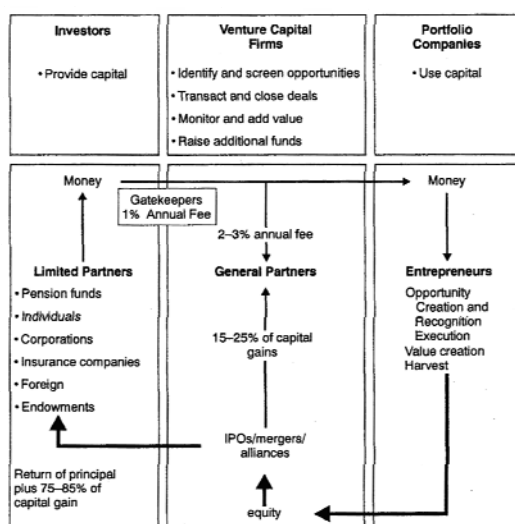 Investors
• Provide capital
Venture Capital
Firms
• Identify and screen opportunities
• Transact and close deals
• Monitor and add value
• Raise additional funds
Portfolio
Companies
• Use capital
Money
Gatekeepers
1% Annual Fee
Money
2–3% annual fee
Limited Partners
• Pension funds
• Individuals
• Corporations
• Insurance companies
• Foreign
• Endowments
General Partners
15–25% of capital
gains
Entrepreneurs
Opportunity
Creation and
Recognition
Execution
Value creation
Harvest
IPOs/mergers/
alliances
Return of principal
plus 75–85% of
capital gain
equity